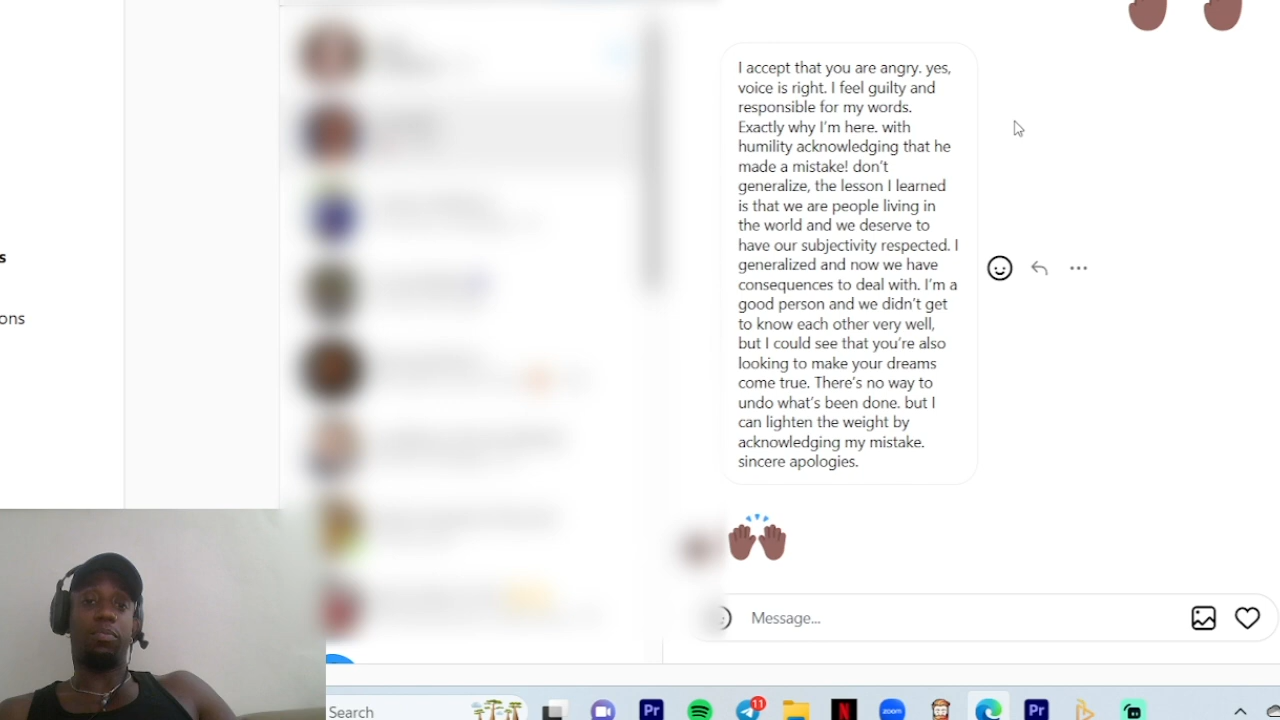 I accept that you are angry. yes,
voice is right. I feel guilty and
responsible for my words.
Exactly why I'm here. with
humility acknowledging that he
made a mistake! don't
generalize, the lesson I learned
is that we are people living in
the world and we deserve to
have our subjectivity respected. I
generalized and now we have
consequences to deal with. I'm a
good person and we didn't get
to know each other very well,
but I could see that you're also
looking to make your dreams
come true. There's no way to
undo what's been done. but I
can lighten the weight by
acknowledging my mistake.
sincere apologies.
s
ons
Message...
Search
Pr
11
N
zoom
Pr